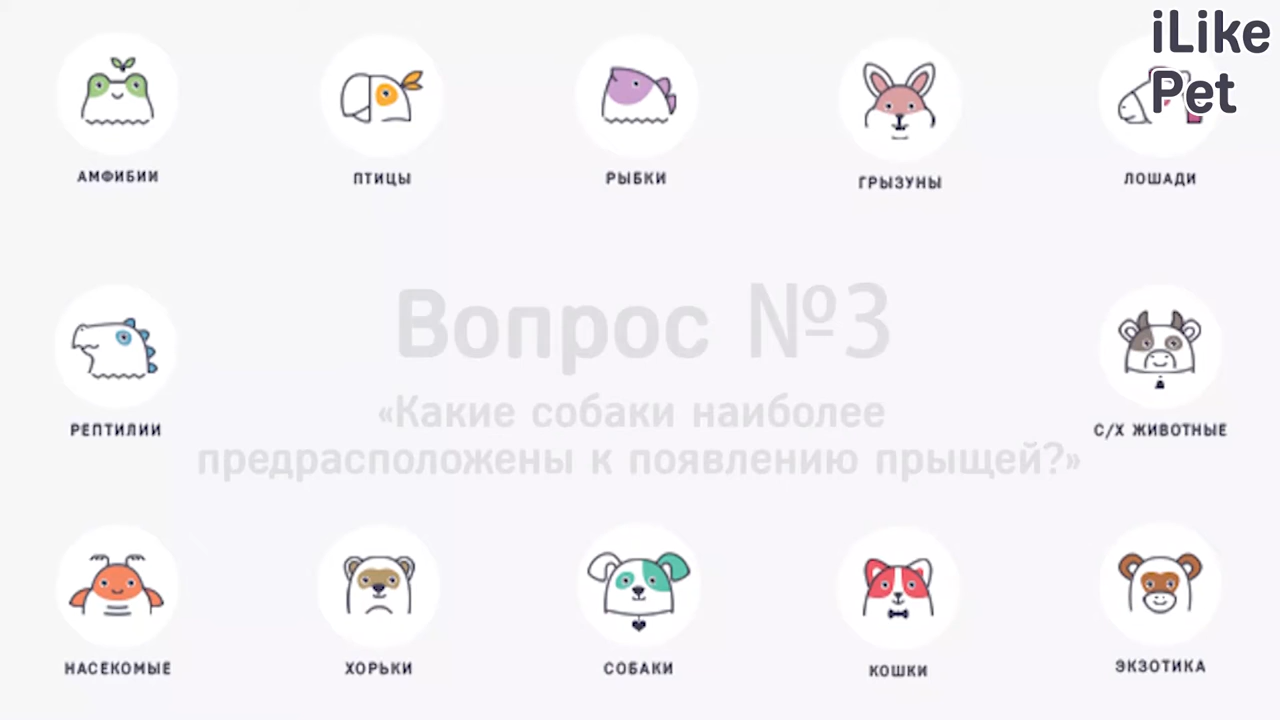 iLike
Pet
АМФИБИИ
ПТИЦЫ
РЫБКИ
ГРЫЗУНЫ
ЛОШАДИ
Вопрос №3
«Какие собаки наиболее
предрасположены к появлению прыщей?»
РЕПТИЛИИ
С/Х ЖИВОТНЫЕ
НАСЕКОМЫЕ
ХОРЬКИ
СОБАКИ
КОШКИ
ЭКЗОТИКА